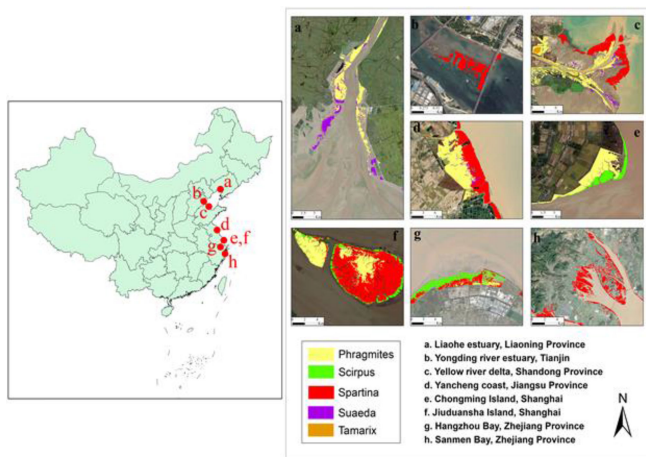 a
b
c
d
e
f
g
h
a
b
c
d
e,f
g
h
Phragmites
Scirpus
Spartina
Suaeda
Tamarix
a. Liaohe estuary, Liaoning Province
b. Yongding river estuary, Tianjin
c. Yellow river delta, Shandong Province
d. Yancheng coast, Jiangsu Province
e. Chongming Island, Shanghai
f. Jiuduansha Island, Shanghai
g. Hangzhou Bay, Zhejiang Province
h. Sanmen Bay, Zhejiang Province
N